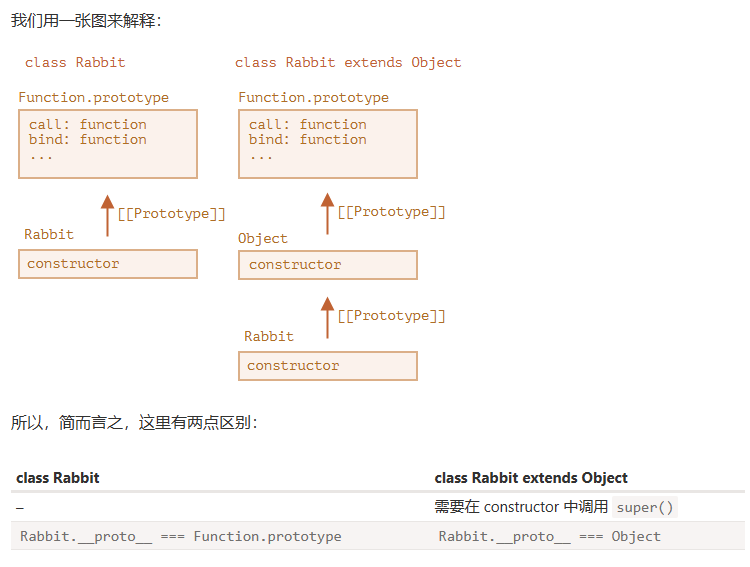 我们用一张图来解释：
class Rabbit
class Rabbit extends Object
Function.prototype
Function.prototype
call: function
bind: function
...
call: function
bind: function
...
[[Prototype]]
[[Prototype]]
Rabbit
Object
constructor
constructor
[[Prototype]]
Rabbit
constructor
所以，简而言之，这里有两点区别：
class Rabbit
class Rabbit extends Object
–
需要在 constructor 中调用 super()
Rabbit.__proto__ === Function.prototype
Rabbit.__proto__ === Object